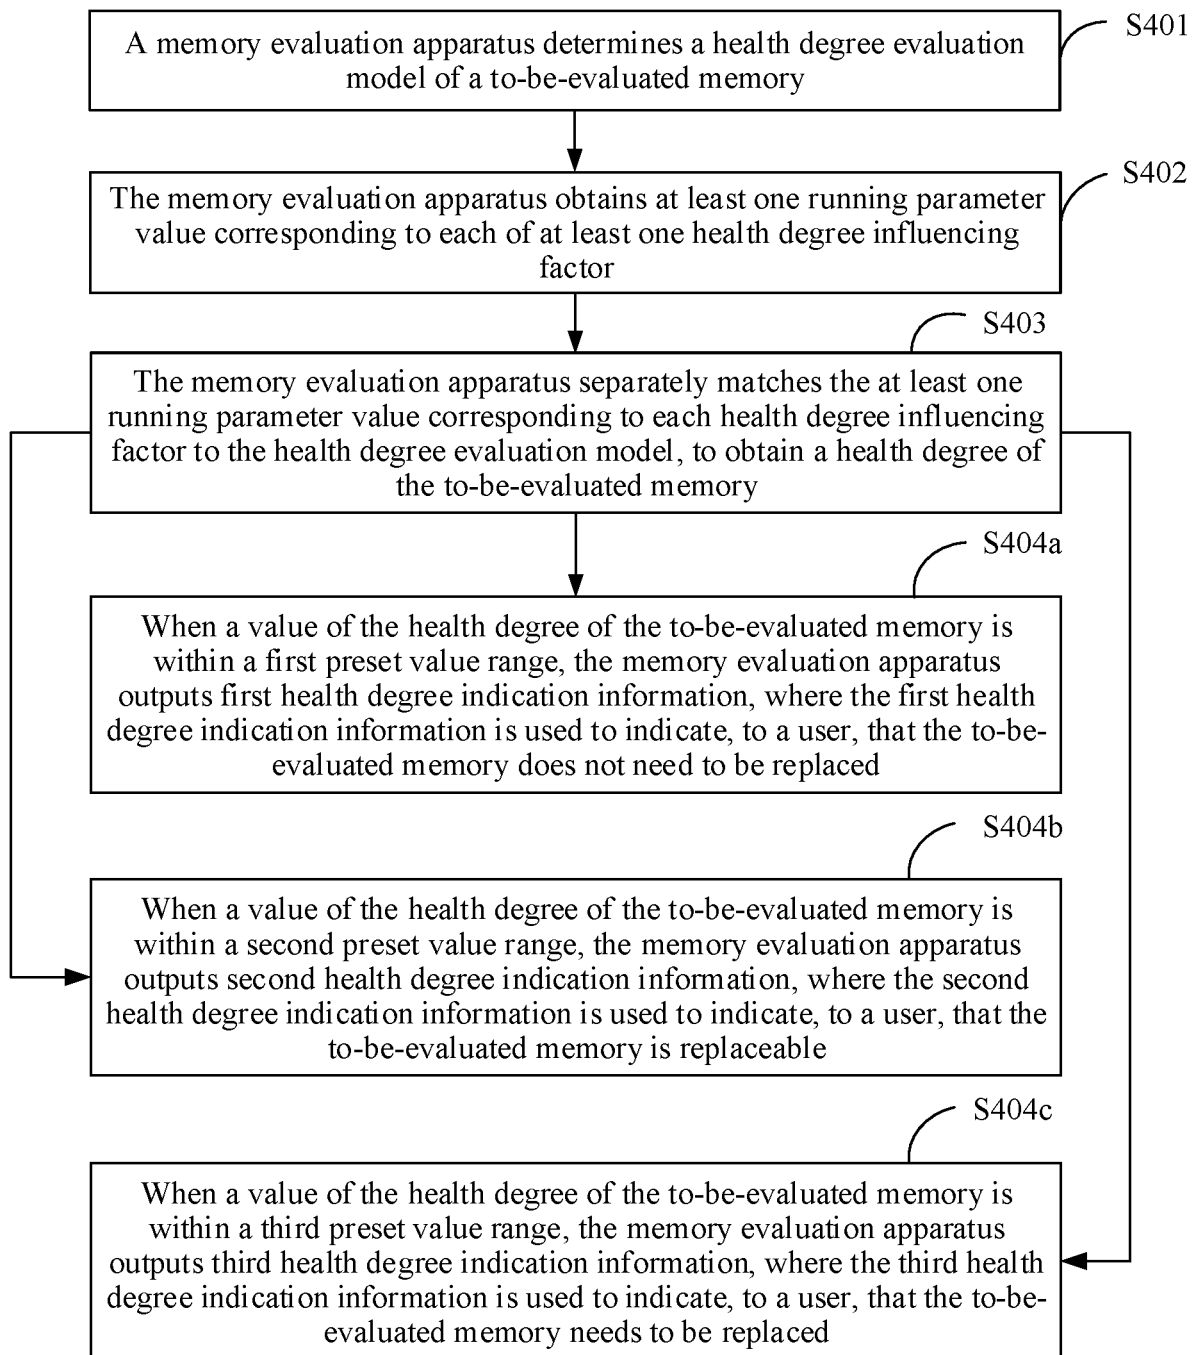 S401
A memory evaluation apparatus determines a health degree evaluation
model of a to-be-evaluated memory
S402
The memory evaluation apparatus obtains at least one running parameter
value corresponding to each of at least one health degree influencing
factor
S403
The memory evaluation apparatus separately matches the at least one
running parameter value corresponding to each health degree influencing
factor to the health degree evaluation model, to obtain a health degree of
the to-be-evaluated memory
S404a
When a value of the health degree of the to-be-evaluated memory is
within a first preset value range, the memory evaluation apparatus
outputs first health degree indication information, where the first health
degree indication information is used to indicate, to a user, that the to-be-
evaluated memory does not need to be replaced
S404b
When a value of the health degree of the to-be-evaluated memory is
within a second preset value range, the memory evaluation apparatus
outputs second health degree indication information, where the second
health degree indication information is used to indicate, to a user, that the
to-be-evaluated memory is replaceable
S404c
When a value of the health degree of the to-be-evaluated memory is
within a third preset value range, the memory evaluation apparatus
outputs third health degree indication information, where the third health
degree indication information is used to indicate, to a user, that the to-be-
evaluated memory needs to be replaced